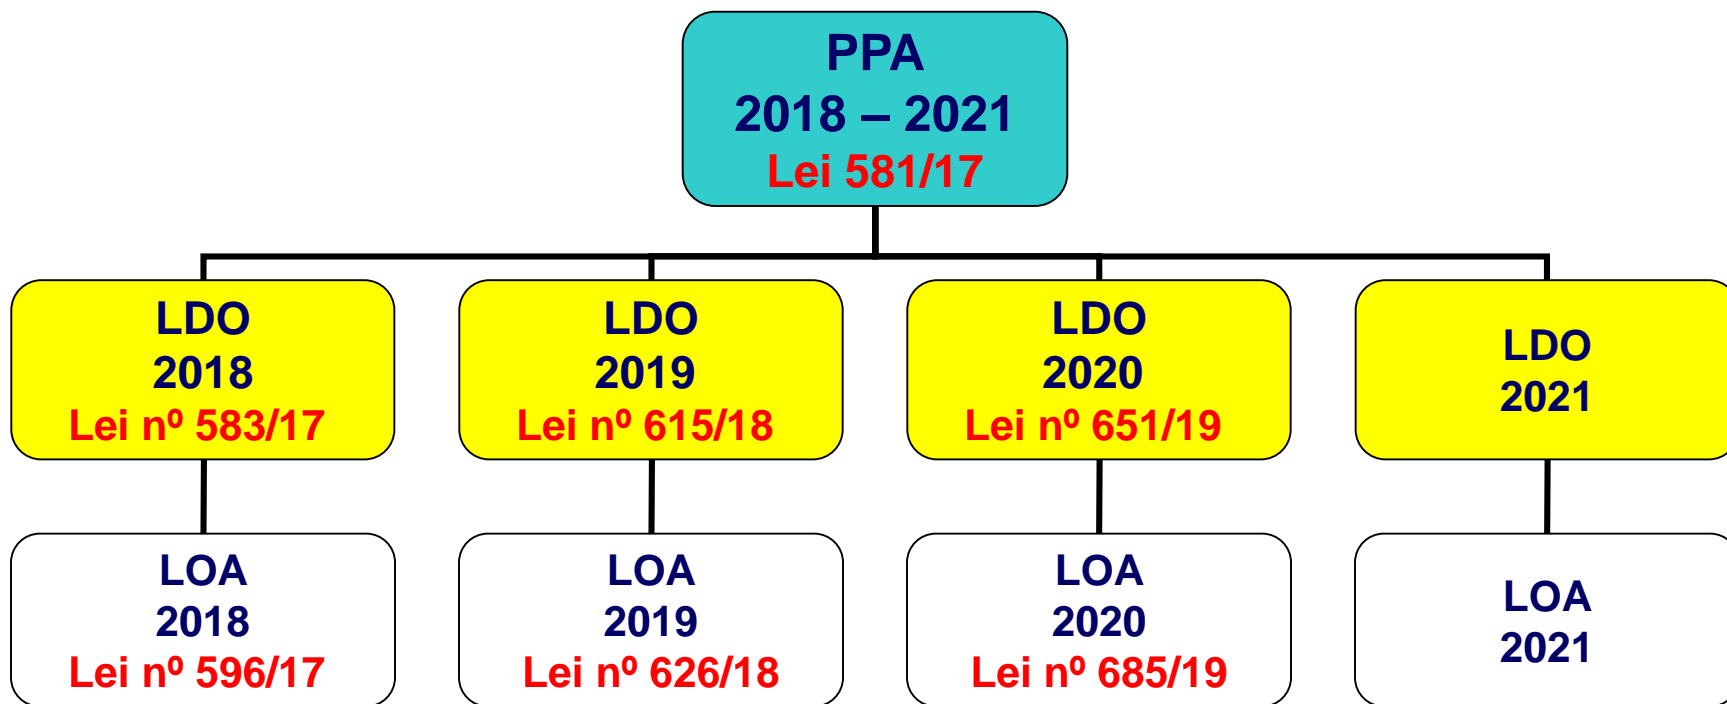 PPA
2018 – 2021
Lei 581/17
LDO
2018
Lei nº 583/17
LDO
2019
Lei nº 615/18
LDO
2020
Lei nº 651/19
LDO
2021
LOA
2018
Lei nº 596/17
LOA
2019
Lei nº 626/18
LOA
2020
Lei nº 685/19
LOA
2021